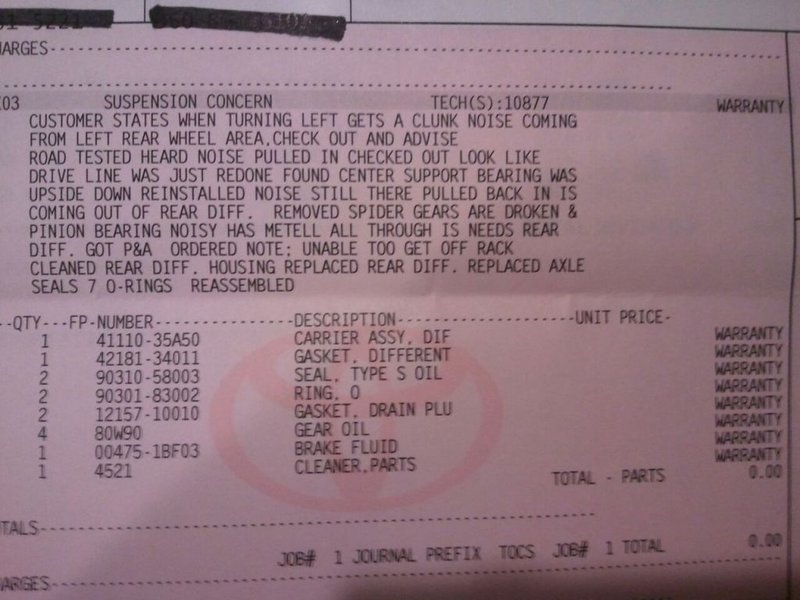 ARGES
03 SUSPENSION CONCERN TECH(S):10877 WARRANTY
CUSTOMER STATES WHEN TURNING LEFT GETS A CLUNK NOISE COMING
FROM LEFT REAR WHEEL AREA,CHECK OUT AND ADVISE
ROAD TESTED HEARD NOISE PULLED IN CHECKED OUT LOOK LIKE
DRIVE LINE WAS JUST REDONE FOUND CENTER SUPPORT BEARING WAS
UPSIDE DOWN REINSTALLED NOISE STILL THERE PULLED BACK IN IS
COMING OUT OF REAR DIFF. REMOVED SPIDER GEARS ARE DROKEN &
PINION BEARING NOISY HAS METELL ALL THROUGH IS NEEDS REAR
DIFF. GOT P&A ORDERED NOTE; UNABLE TOO GET OFF RACK
CLEANED REAR DIFF. HOUSING REPLACED REAR DIFF. REPLACED AXLE
SEALS 7 O-RINGS REASSEMBLED
--QTY---FP-NUMBER---------------DESCRIPTION--------------------UNIT PRICE-
1 41110-35A50 CARRIER ASSY, DIF WARRANTY
1 42181-34011 GASKET, DIFFERENT WARRANTY
2 90310-58003 SEAL, TYPE S OIL WARRANTY
2 90301-83002 RING, O WARRANTY
2 12157-10010 GASKET, DRAIN PLU WARRANTY
4 80W90 GEAR OIL WARRANTY
1 00475-1BF03 BRAKE FLUID WARRANTY
1 4521 CLEANER,PARTS WARRANTY
TOTAL - PARTS 0.00
TALS
JOB# 1 JOURNAL PREFIX TOCS JOB# 1 TOTAL 0.00
ARGES